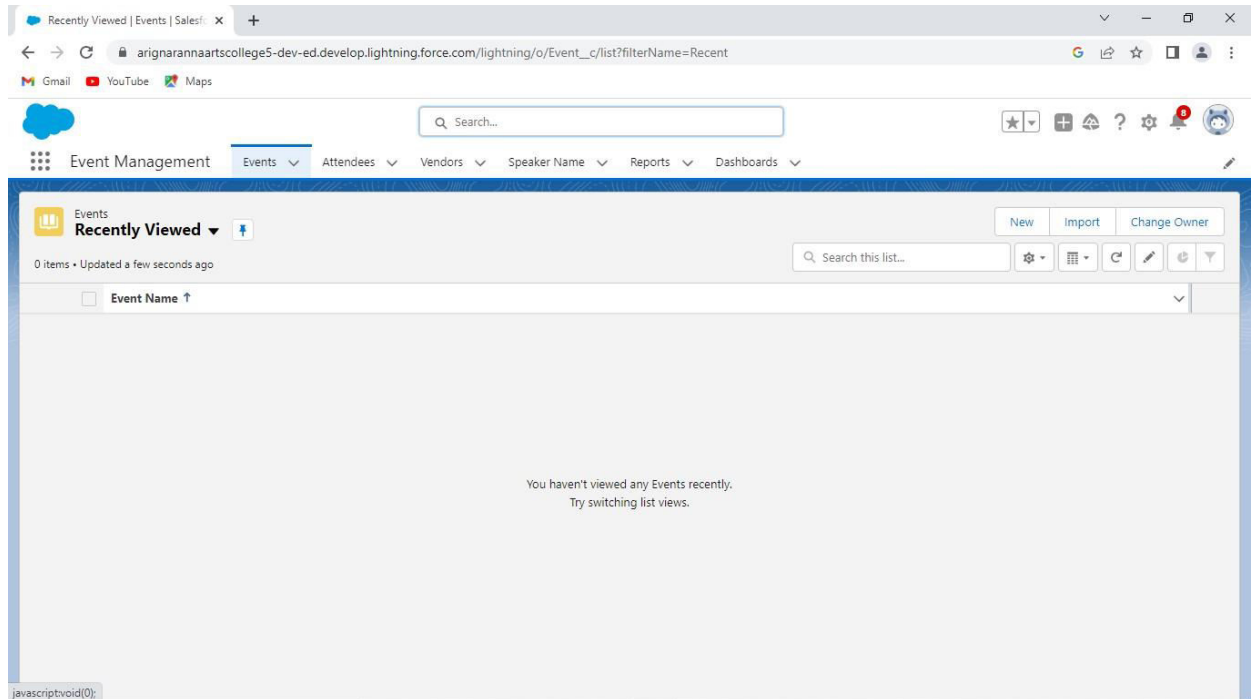 Recently Viewed | Events | Salesf
arignarannaartscollege5-dev-ed.develop.lightning.force.com/lightning/o/Event__c/list?filterName=Recent
Gmail YouTube Maps
Search...
8
Event Management Events Attendees Vendors Speaker Name Reports Dashboards
Events
Recently Viewed
New Import Change Owner
0 items • Updated a few seconds ago
Search this list...
Event Name ↑
You haven't viewed any Events recently.
Try switching list views.
javascript:void(0);